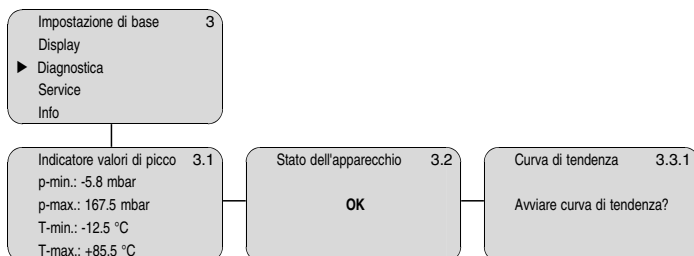 Impostazione di base 3
Display
▶ Diagnostica
Service
Info
Indicatore valori di picco 3.1
p-min.: -5.8 mbar
p-max.: 167.5 mbar
T-min.: -12.5 °C
T-max.: +85.5 °C
Stato dell'apparecchio 3.2
OK
Curva di tendenza 3.3.1
Avviare curva di tendenza?